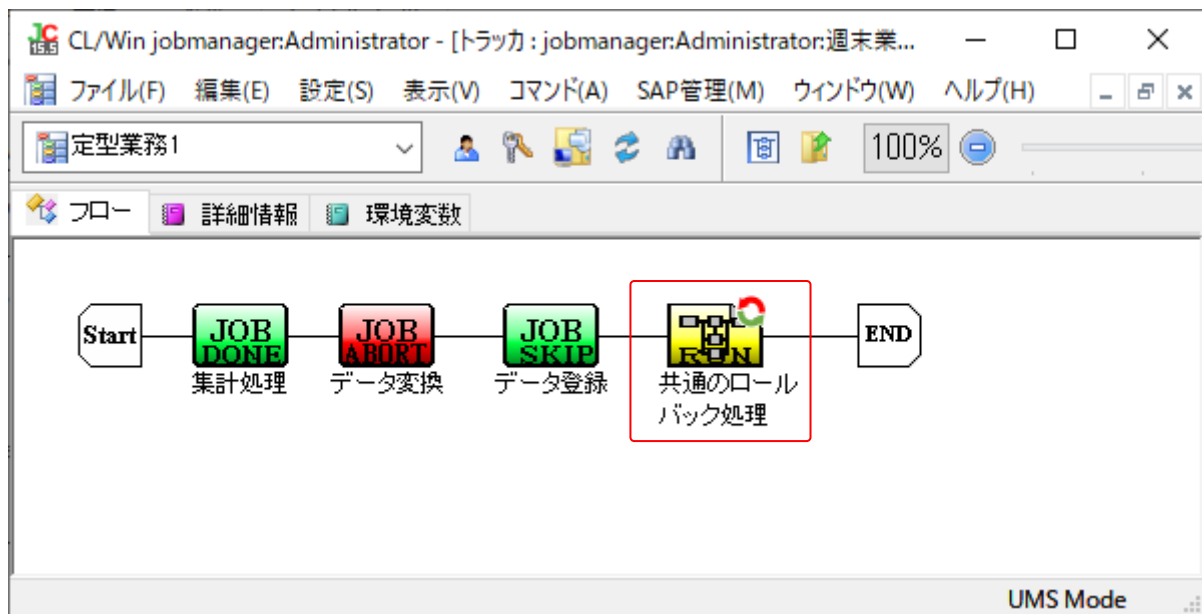 JC
15.5
CL/Win jobmanager:Administrator - [トラッカ : jobmanager:Administrator:週末業...
ファイル(F) 編集(E) 設定(S) 表示(V) コマンド(A) SAP管理(M) ウィンドウ(W) ヘルプ(H)
定型業務1 100%
フロー 詳細情報 環境変数
Start JOB DONE JOB ABORT JOB SKIP RUN END
集計処理 データ変換 データ登録 共通のロール
バック処理
UMS Mode